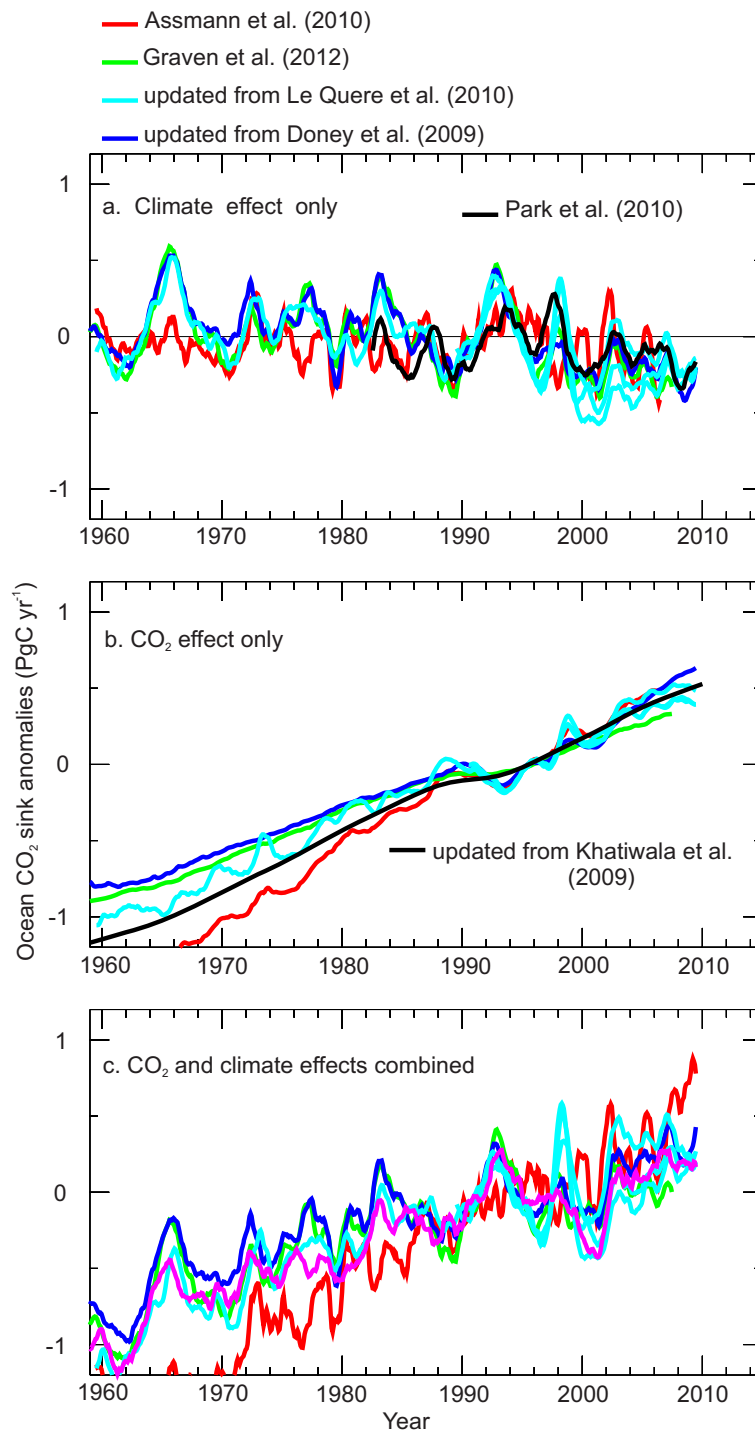 Assmann et al. (2010)
Graven et al. (2012)
updated from Le Quere et al. (2010)
updated from Doney et al. (2009)
1
a. Climate effect only
Park et al. (2010)
0
-1
1960 1970 1980 1990 2000 2010
Ocean CO₂ sink anomalies (PgC yr⁻¹)
1
b. CO₂ effect only
0
updated from Khatiwala et al.
(2009)
-1
1960 1970 1980 1990 2000 2010
1
c. CO₂ and climate effects combined
0
-1
1960 1970 1980 1990 2000 2010
Year